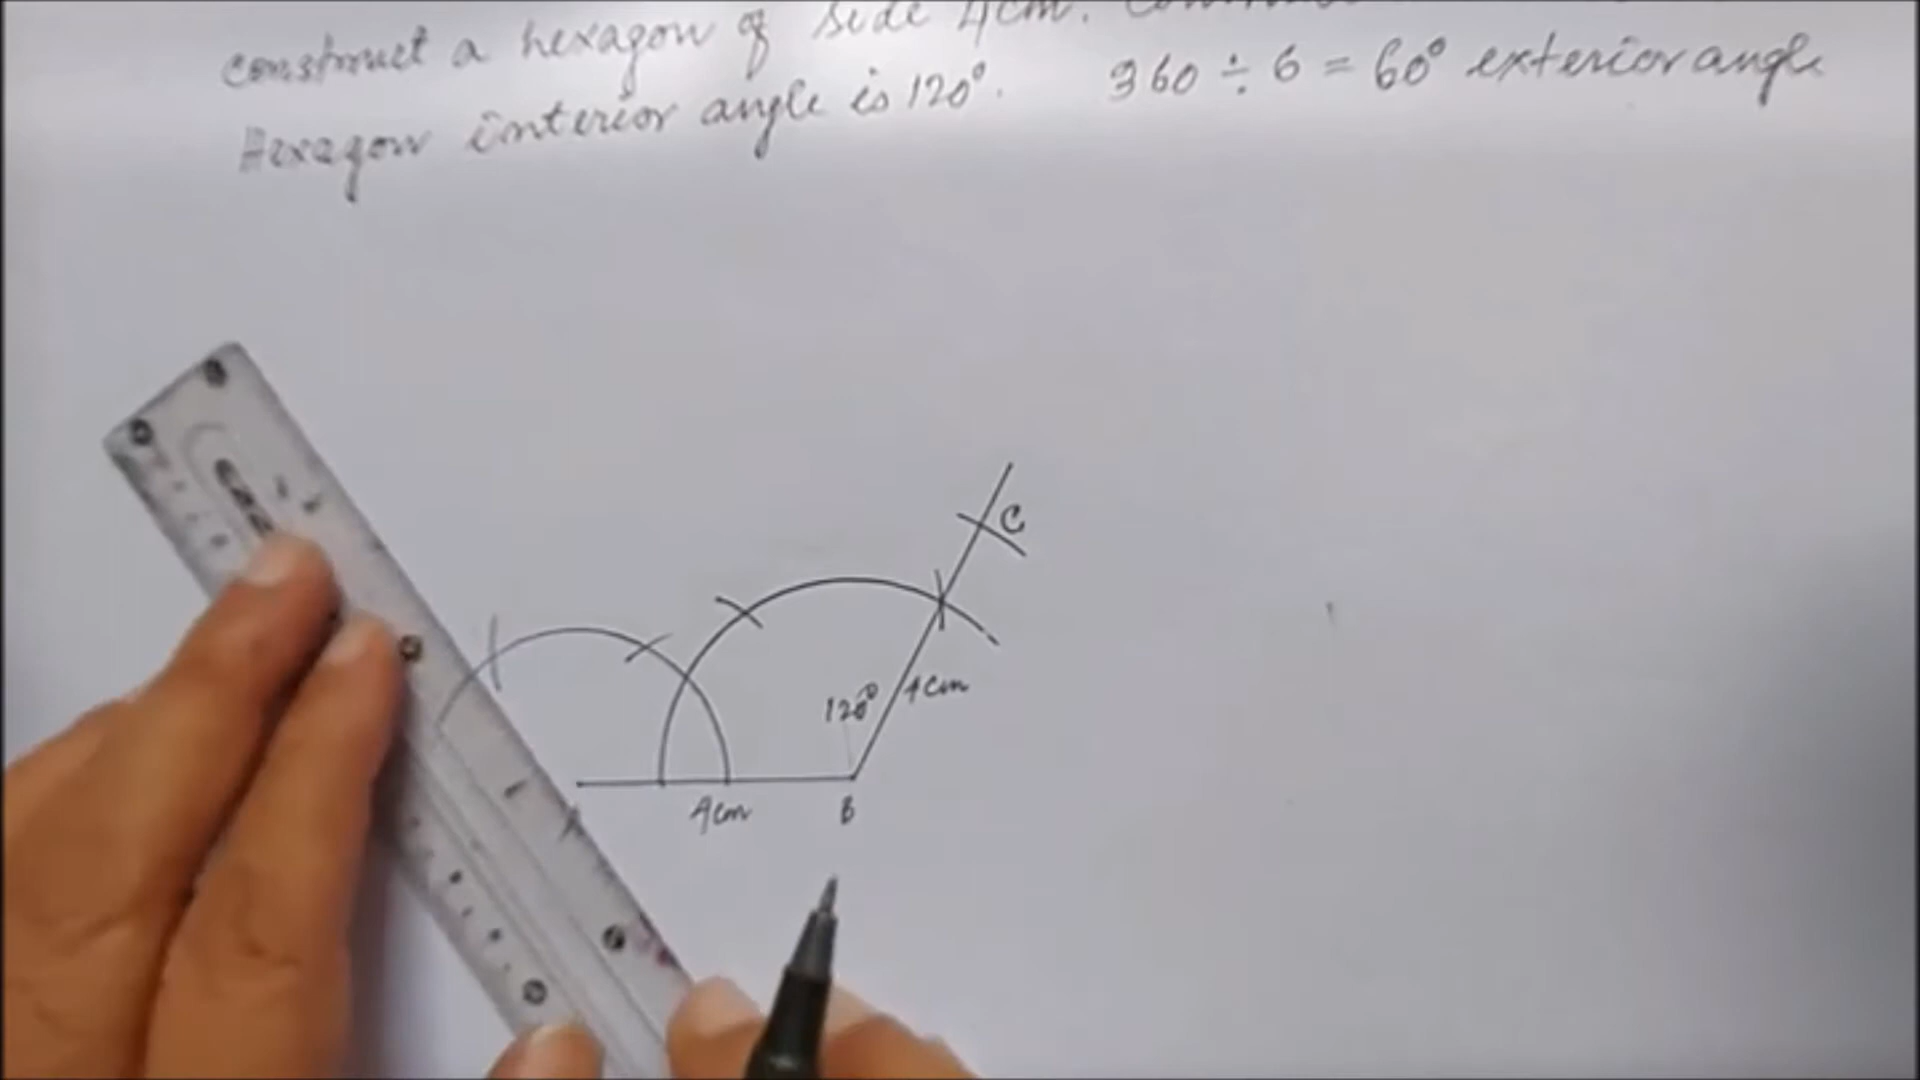 construct a hexagon of side 4cm.
Hexagon interior angle is 120°. 360 ÷ 6 = 60° exterior angle
C
120° 4cm
A 4cm B